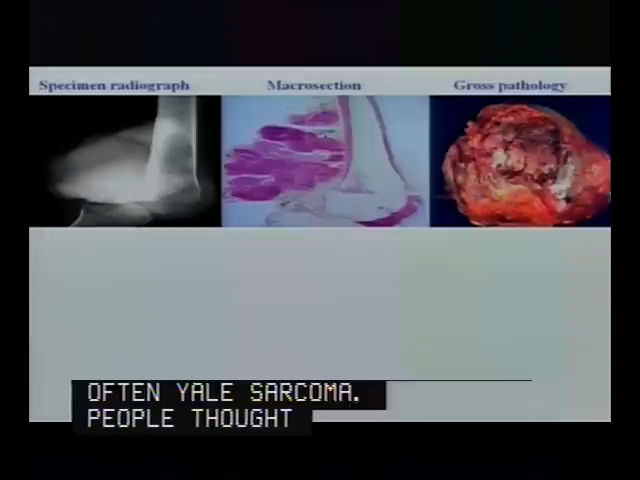 Specimen radiograph
Macrosection
Gross pathology
OFTEN YALE SARCOMA.
PEOPLE THOUGHT